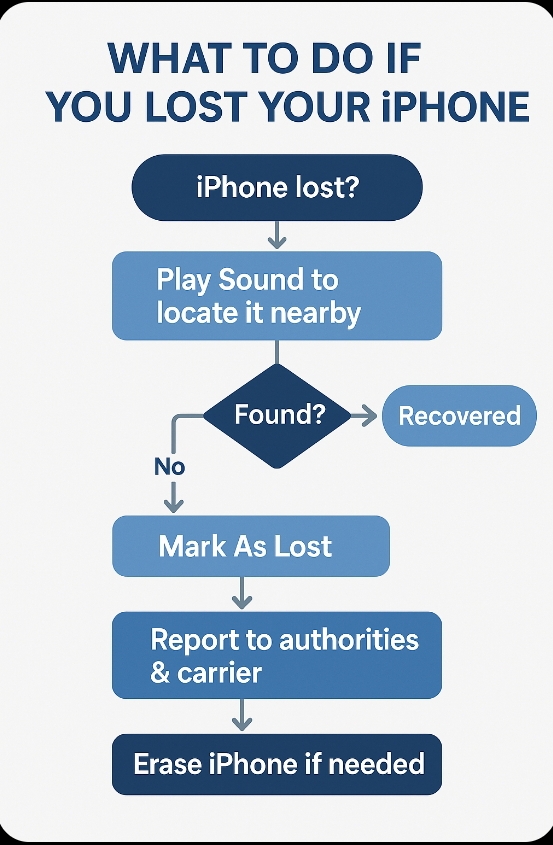 WHAT TO DO IF
YOU LOST YOUR iPHONE
iPhone lost?
Play Sound to
locate it nearby
Found?
Recovered
No
Mark As Lost
Report to authorities
& carrier
Erase iPhone if needed